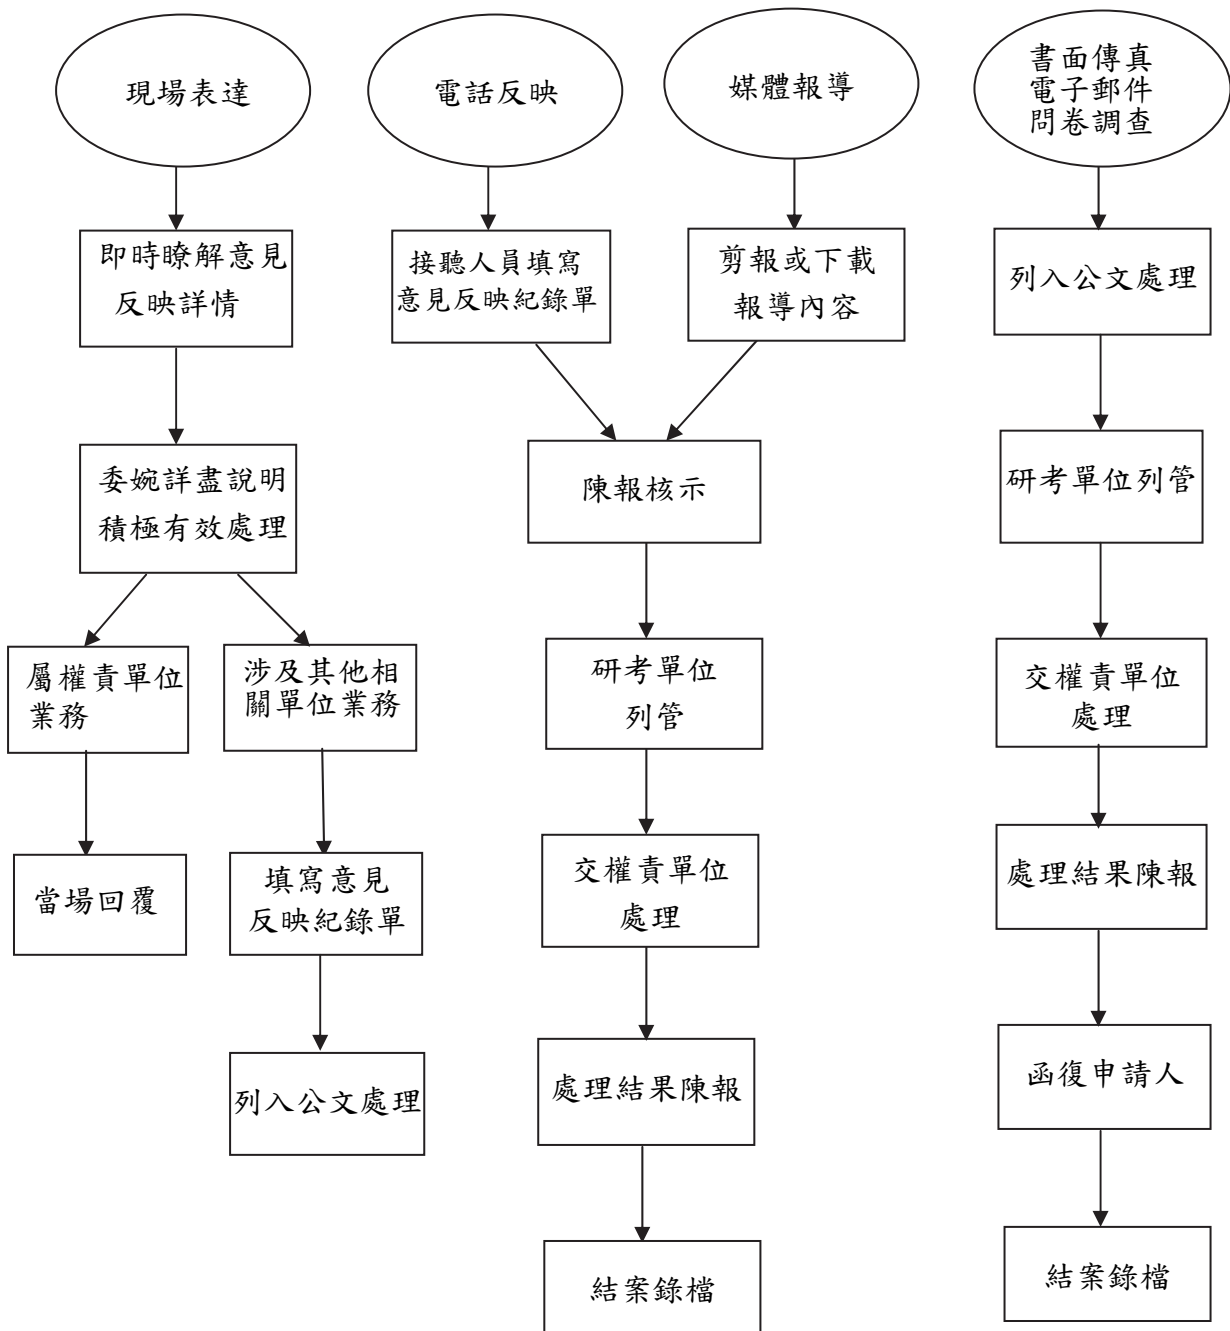 現場表達
電話反映
媒體報導
書面傳真
電子郵件
問卷調查
即時瞭解意見
反映詳情
接聽人員填寫
意見反映紀錄單
剪報或下載
報導內容
列入公文處理
委婉詳盡說明
積極有效處理
陳報核示
研考單位列管
屬權責單位
業務
涉及其他相
關單位業務
研考單位
列管
交權責單位
處理
當場回覆
填寫意見
反映紀錄單
交權責單位
處理
處理結果陳報
列入公文處理
處理結果陳報
函復申請人
結案錄檔
結案錄檔